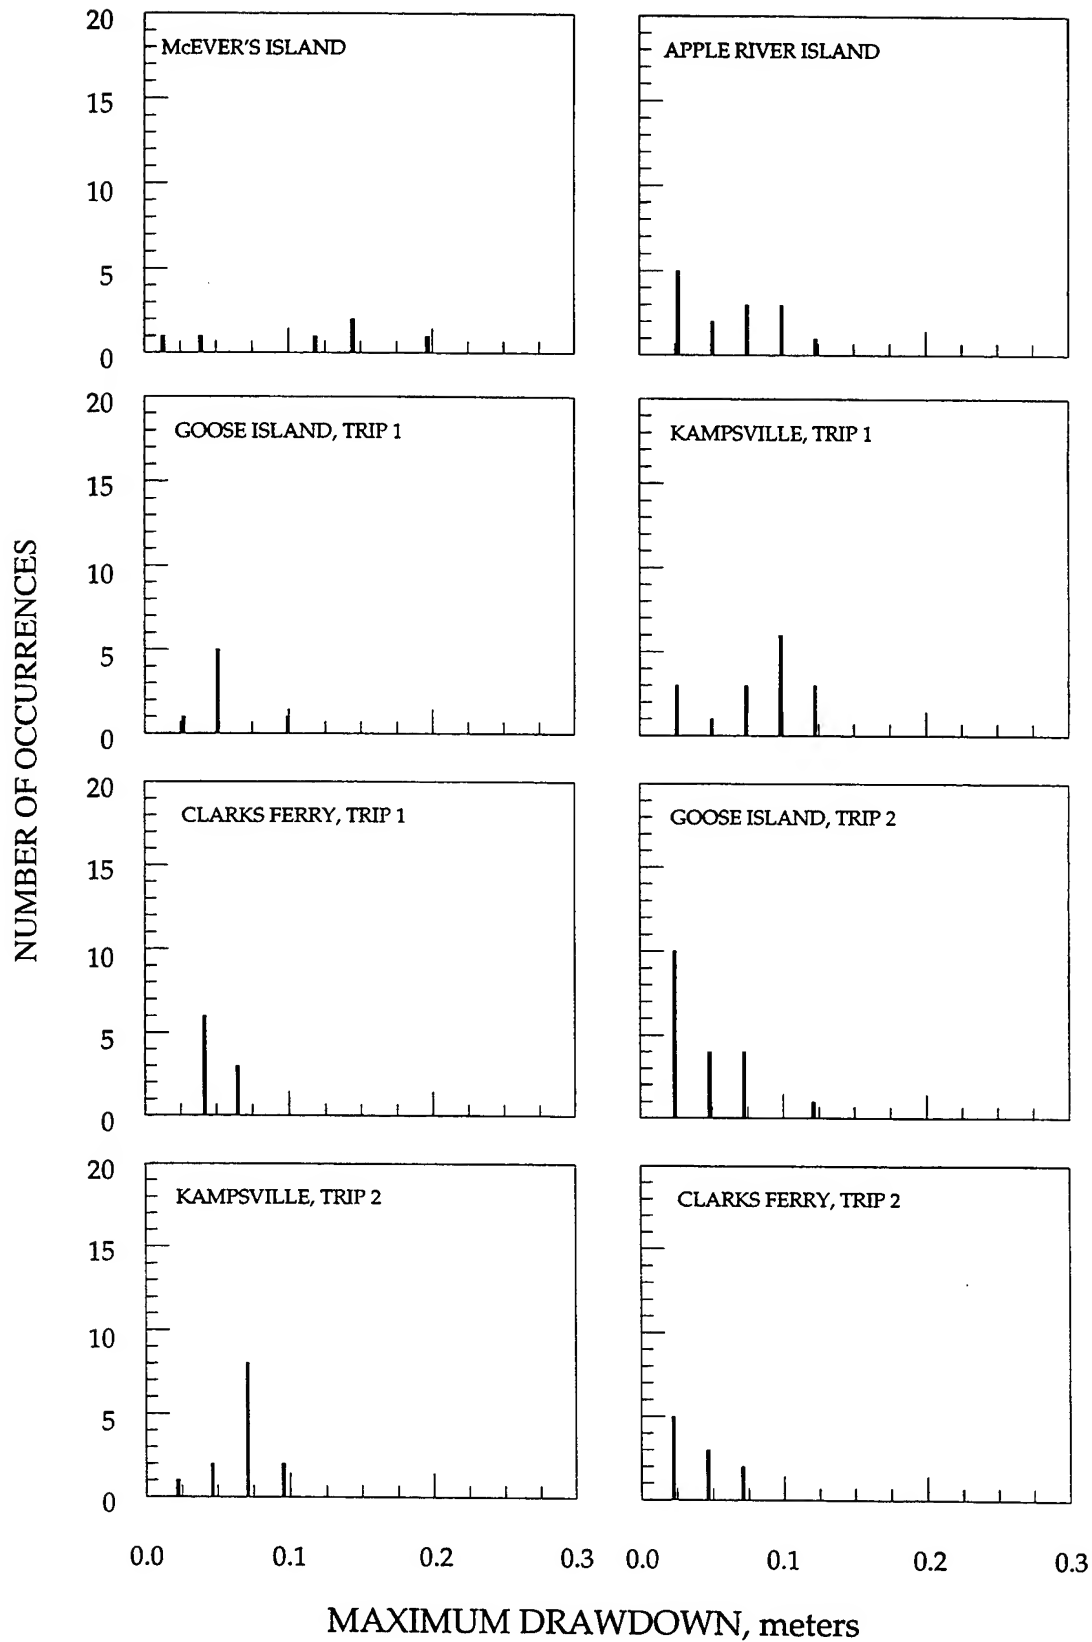 20
15
10
5
0
McEVER'S ISLAND
APPLE RIVER ISLAND
20
15
10
5
0
GOOSE ISLAND, TRIP 1
KAMPSVILLE, TRIP 1
NUMBER OF OCCURRENCES
20
15
10
5
0
CLARKS FERRY, TRIP 1
GOOSE ISLAND, TRIP 2
20
15
10
5
0
KAMPSVILLE, TRIP 2
CLARKS FERRY, TRIP 2
0.0 0.1 0.2 0.3 0.0 0.1 0.2 0.3
MAXIMUM DRAWDOWN, meters